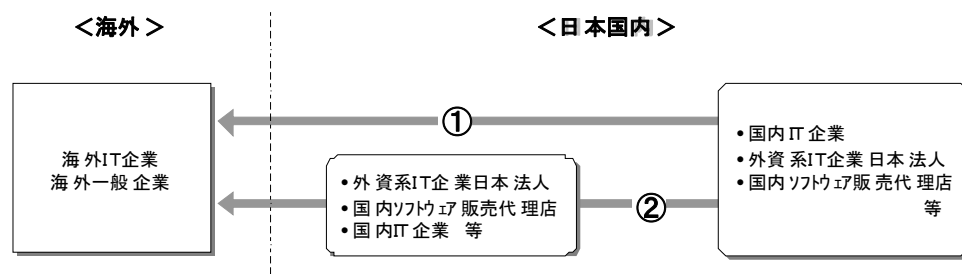 ＜海外＞
＜日本国内＞
①
海外IT企業
海外一般企業
• 外資系IT企業日本法人
• 国内ソフトウェア販売代理店
• 国内IT企業　等
②
• 国内IT企業
• 外資系IT企業日本法人
• 国内ソフトウェア販売代理店
等